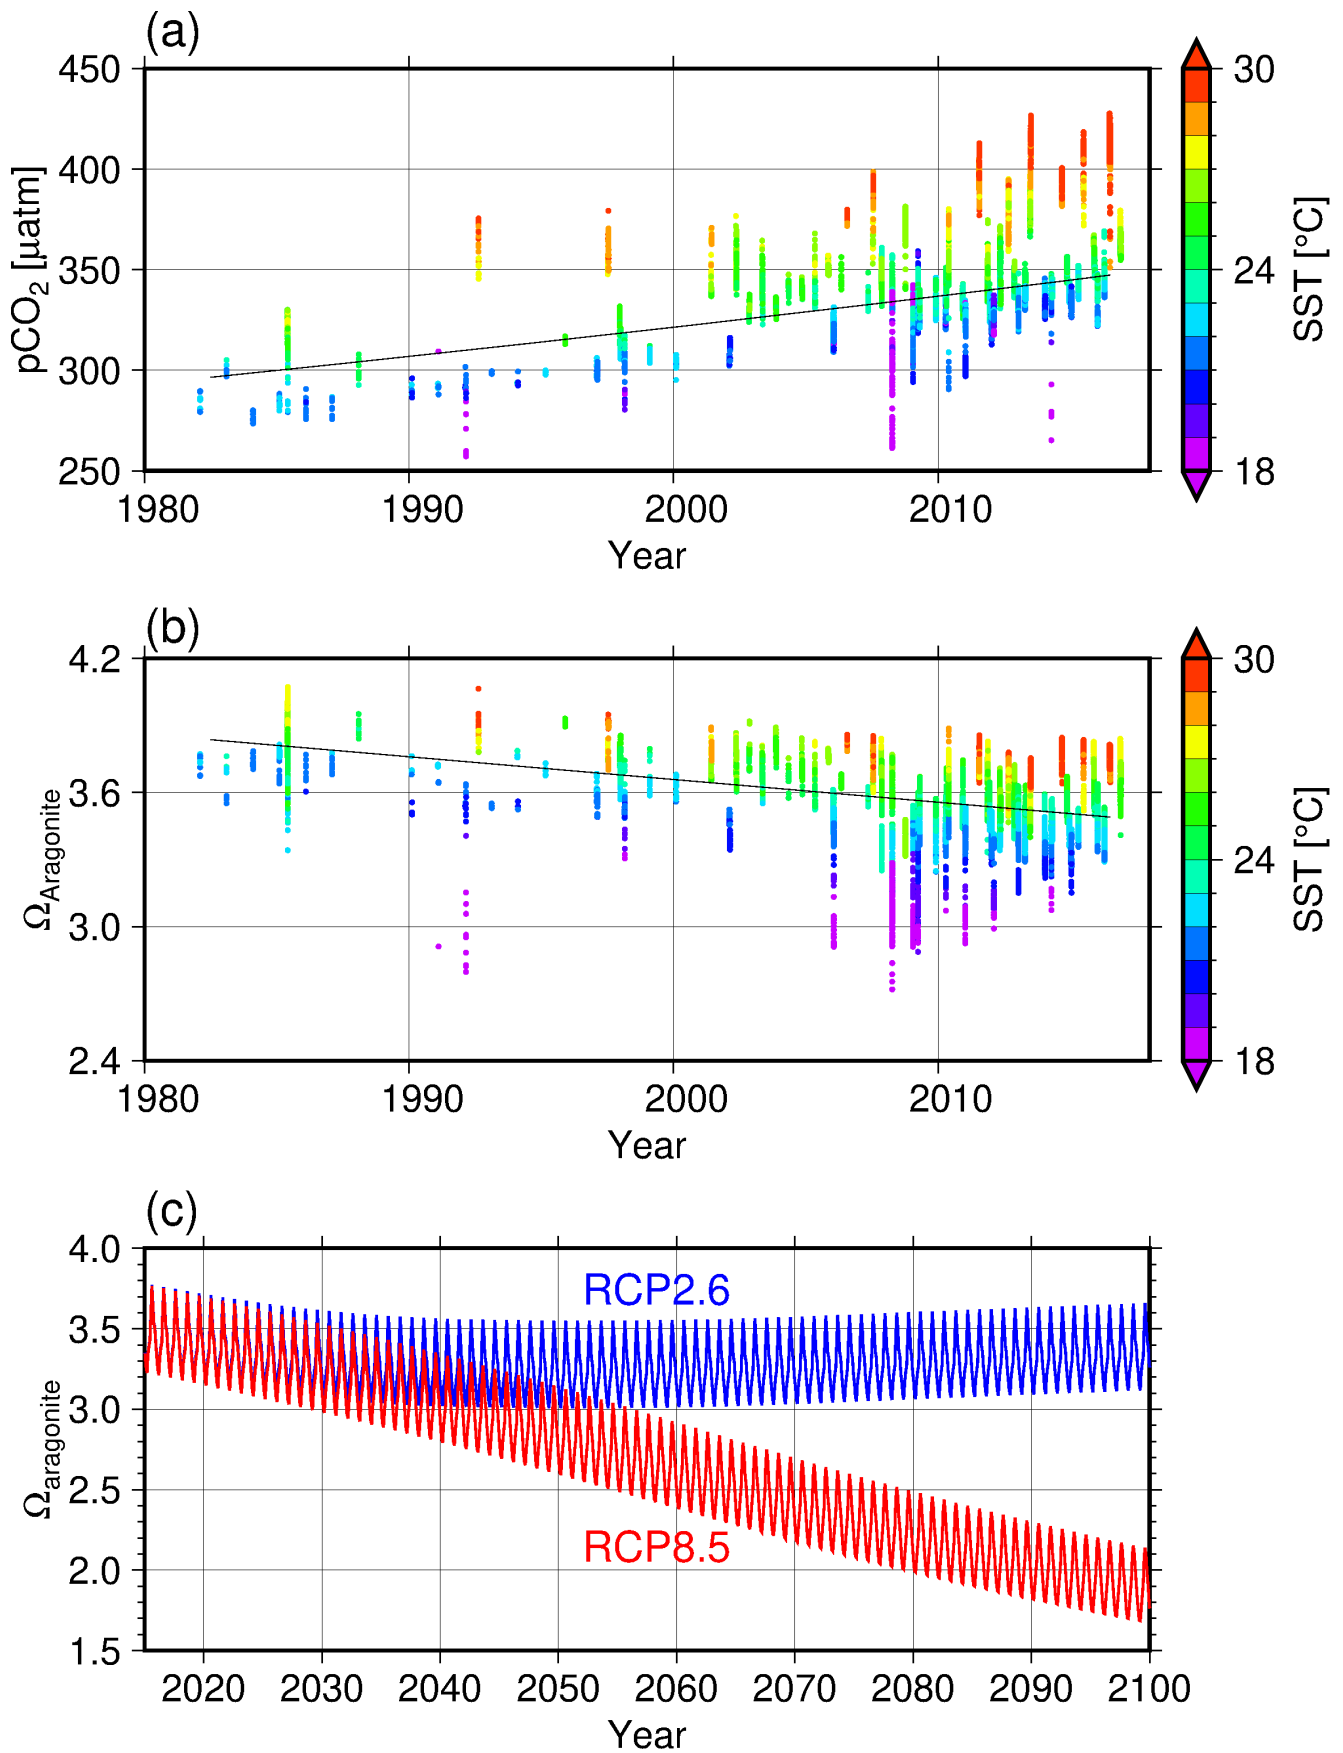 (a)
450
400
350
300
250
pCO2 [µatm]
1980 1990 2000 2010
Year
30
24
18
SST [°C]
(b)
4.2
3.6
3.0
2.4
ΩAragonite
1980 1990 2000 2010
Year
30
24
18
SST [°C]
(c)
4.0
3.5
3.0
2.5
2.0
1.5
Ωaragonite
RCP2.6
RCP8.5
2020 2030 2040 2050 2060 2070 2080 2090 2100
Year